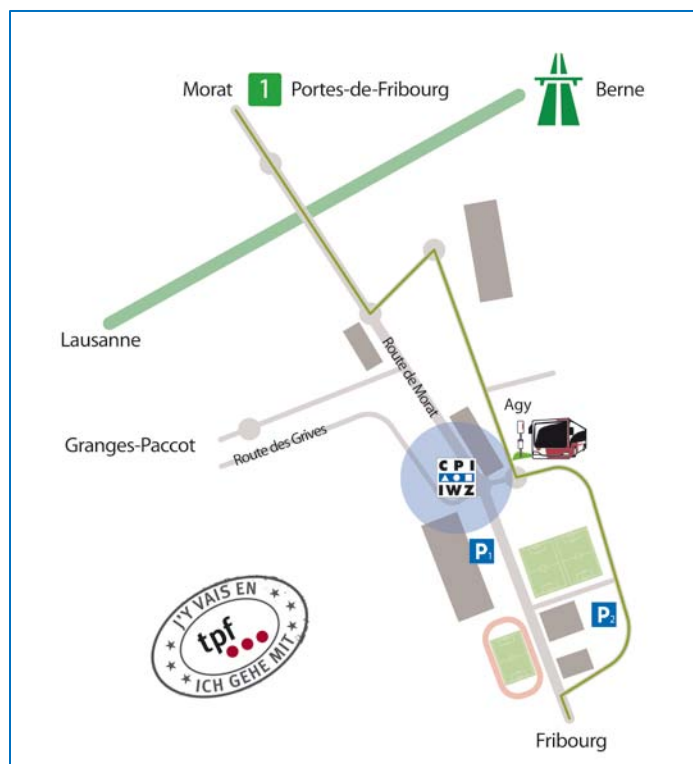 Morat 1 Portes-de-Fribourg
Berne
Lausanne
Route de Morat
Agy
Granges-Paccot
Route des Grives
CPI
IWZ
P1
P2
J'Y VAIS EN
tpf
ICH GEHE MIT
Fribourg